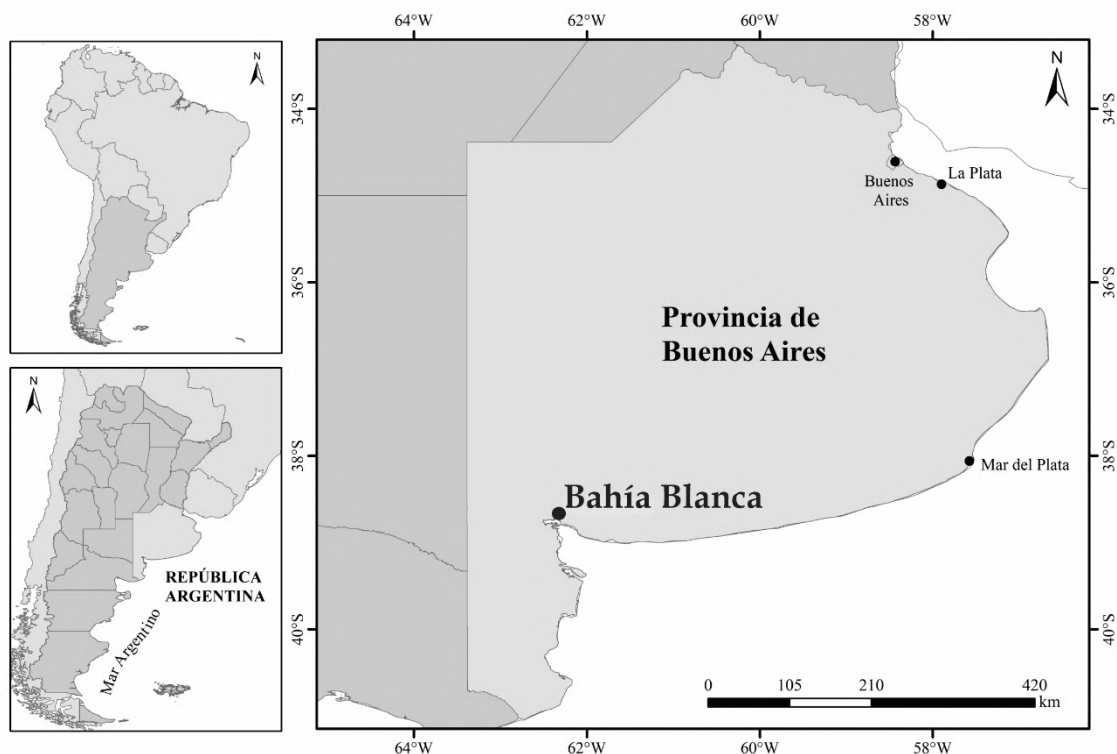 64°W 62°W 60°W 58°W
N
N
N
34°S
34°S
Buenos
Aires
La Plata
36°S
36°S
Provincia de
Buenos Aires
38°S
38°S
Mar del Plata
Bahía Blanca
REPÚBLICA
ARGENTINA
Mar Argentino
40°S
40°S
0 105 210 420
km
64°W 62°W 60°W 58°W